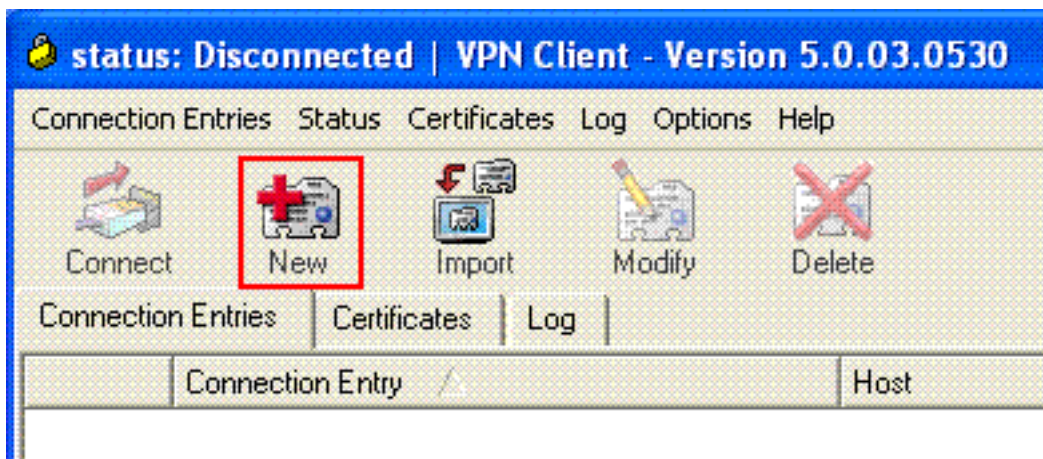 status: Disconnected | VPN Client - Version 5.0.03.0530
Connection Entries Status Certificates Log Options Help
Connect New Import Modify Delete
Connection Entries Certificates Log
Connection Entry Host